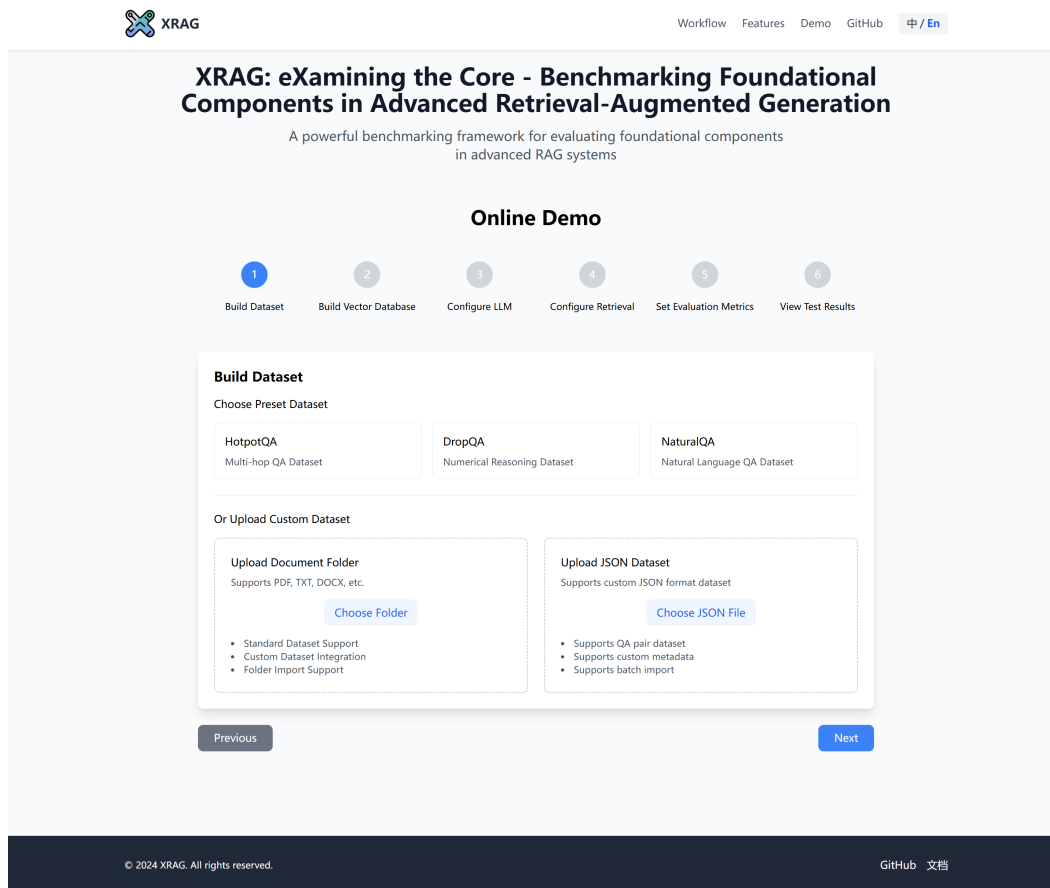 XRAG
Workflow Features Demo GitHub 中 / En
XRAG: eXamining the Core - Benchmarking Foundational
Components in Advanced Retrieval-Augmented Generation
A powerful benchmarking framework for evaluating foundational components
in advanced RAG systems
Online Demo
1 2 3 4 5 6
Build Dataset Build Vector Database Configure LLM Configure Retrieval Set Evaluation Metrics View Test Results
Build Dataset
Choose Preset Dataset
HotpotQA
Multi-hop QA Dataset
DropQA
Numerical Reasoning Dataset
NaturalQA
Natural Language QA Dataset
Or Upload Custom Dataset
Upload Document Folder
Supports PDF, TXT, DOCX, etc.
Choose Folder
• Standard Dataset Support
• Custom Dataset Integration
• Folder Import Support
Upload JSON Dataset
Supports custom JSON format dataset
Choose JSON File
• Supports QA pair dataset
• Supports custom metadata
• Supports batch import
Previous Next
© 2024 XRAG. All rights reserved.
GitHub 文档